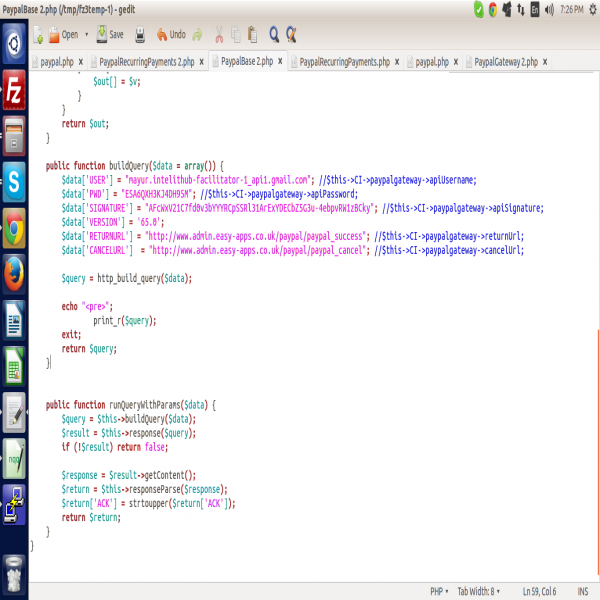 PaypalBase 2.php (/tmp/fz3temp-1) - gedit
En 7:26 PM
Open Save Undo
paypal.php × PaypalRecurringPayments 2.php × PaypalBase 2.php × PaypalRecurringPayments.php × paypal.php × PaypalGateway 2.php ×
$out[] = $v;
}
}
return $out;
}
public function buildQuery($data = array()) {
$data['USER'] = "mayur.intelithub-facilitator-1_api1.gmail.com"; //$this->CI->paypalgateway->apiUsername;
$data['PWD'] = "ESA6QXH3KJ4DH9SM"; //$this->CI->paypalgateway->apiPassword;
$data['SIGNATURE'] = "AFcWxV21C7fd0v3bYYYRCpSSRl31ArExYDECbZSG3u-4ebpvRW1zBCky"; //$this->CI->paypalgateway->apiSignature;
$data['VERSION'] = '65.0';
$data['RETURNURL'] = "http://www.admin.easy-apps.co.uk/paypal/paypal_success"; //$this->CI->paypalgateway->returnUrl;
$data['CANCELURL'] = "http://www.admin.easy-apps.co.uk/paypal/paypal_cancel"; //$this->CI->paypalgateway->cancelUrl;
$query = http_build_query($data);
echo "<pre>";
print_r($query);
exit;
return $query;
}
public function runQueryWithParams($data) {
$query = $this->buildQuery($data);
$result = $this->response($query);
if (!$result) return false;
$response = $result->getContent();
$return = $this->responseParse($response);
$return['ACK'] = strtoupper($return['ACK']);
return $return;
}
}
PHP Tab Width: 8 Ln 59, Col 6 INS